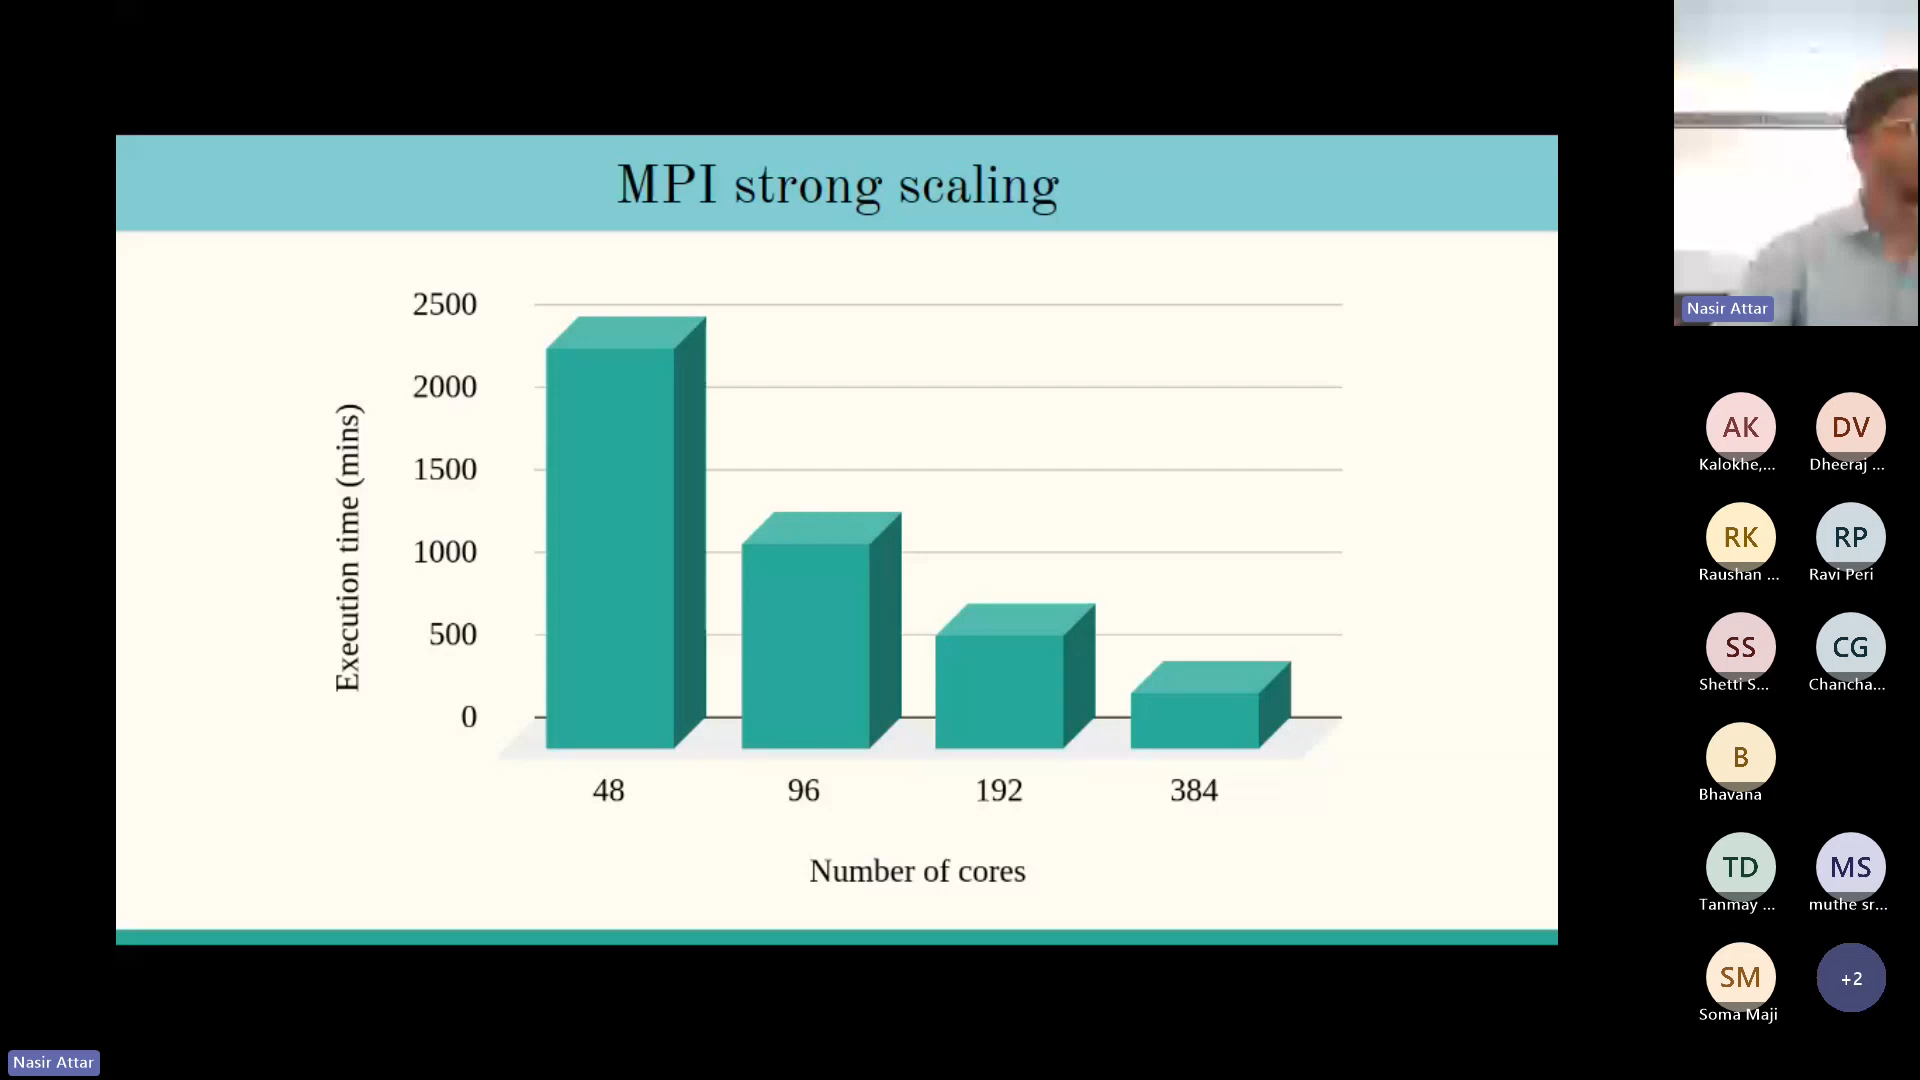 MPI strong scaling
2500
2000
1500
1000
500
0
Execution time (mins)
48 96 192 384
Number of cores
Nasir Attar
AK DV
Kalokhe,... Dheeraj ...
RK RP
Raushan ... Ravi Peri
SS CG
Shetti S... Chancha...
B
Bhavana
TD MS
Tanmay ... muthe sr...
SM +2
Soma Maji
Nasir Attar